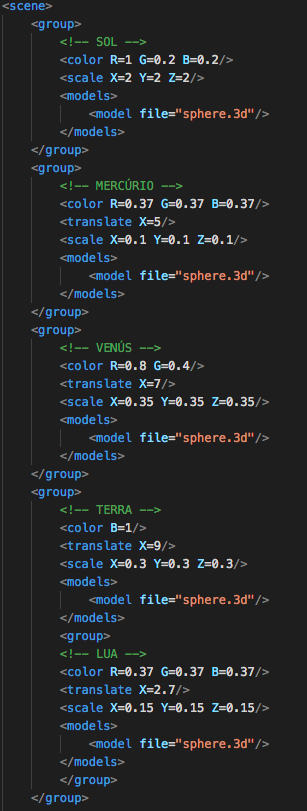 <scene>
<group>
<!-- SOL -->
<color R=1 G=0.2 B=0.2/>
<scale X=2 Y=2 Z=2/>
<models>
<model file="sphere.3d"/>
</models>
</group>
<group>
<!-- MERCÚRIO -->
<color R=0.37 G=0.37 B=0.37/>
<translate X=5/>
<scale X=0.1 Y=0.1 Z=0.1/>
<models>
<model file="sphere.3d"/>
</models>
</group>
<group>
<!-- VENÚS -->
<color R=0.8 G=0.4/>
<translate X=7/>
<scale X=0.35 Y=0.35 Z=0.35/>
<models>
<model file="sphere.3d"/>
</models>
</group>
<group>
<!-- TERRA -->
<color B=1/>
<translate X=9/>
<scale X=0.3 Y=0.3 Z=0.3/>
<models>
<model file="sphere.3d"/>
</models>
<group>
<!-- LUA -->
<color R=0.37 G=0.37 B=0.37/>
<translate X=2.7/>
<scale X=0.15 Y=0.15 Z=0.15/>
<models>
<model file="sphere.3d"/>
</models>
</group>
</group>